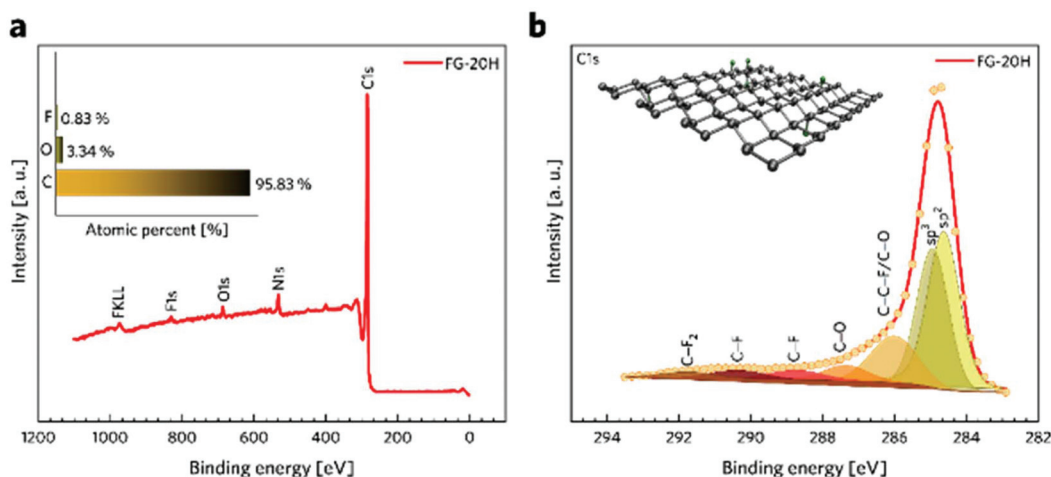 a
FG-20H
C1s
F
0.83 %
O
3.34 %
C
95.83 %
Atomic percent [%]
FKLL
F1s
O1s
N1s
Intensity [a. u.]
1200
1000
800
600
400
200
0
Binding energy [eV]
b
C1s
FG-20H
sp3
sp2
C–C–F/C–O
C–O
C–F
C–F
C–F2
Intensity [a. u.]
294
292
290
288
286
284
282
Binding energy [eV]